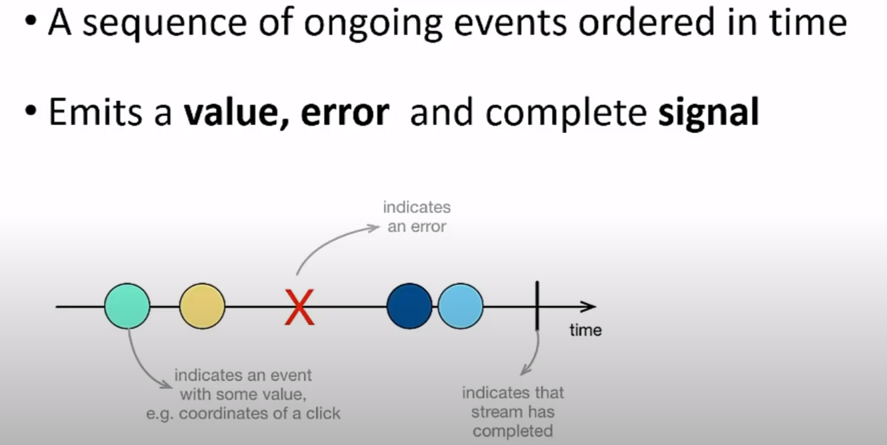 • A sequence of ongoing events ordered in time
• Emits a value, error and complete signal
indicates
an error
X
time
indicates an event
with some value,
e.g. coordinates of a click
indicates that
stream has
completed